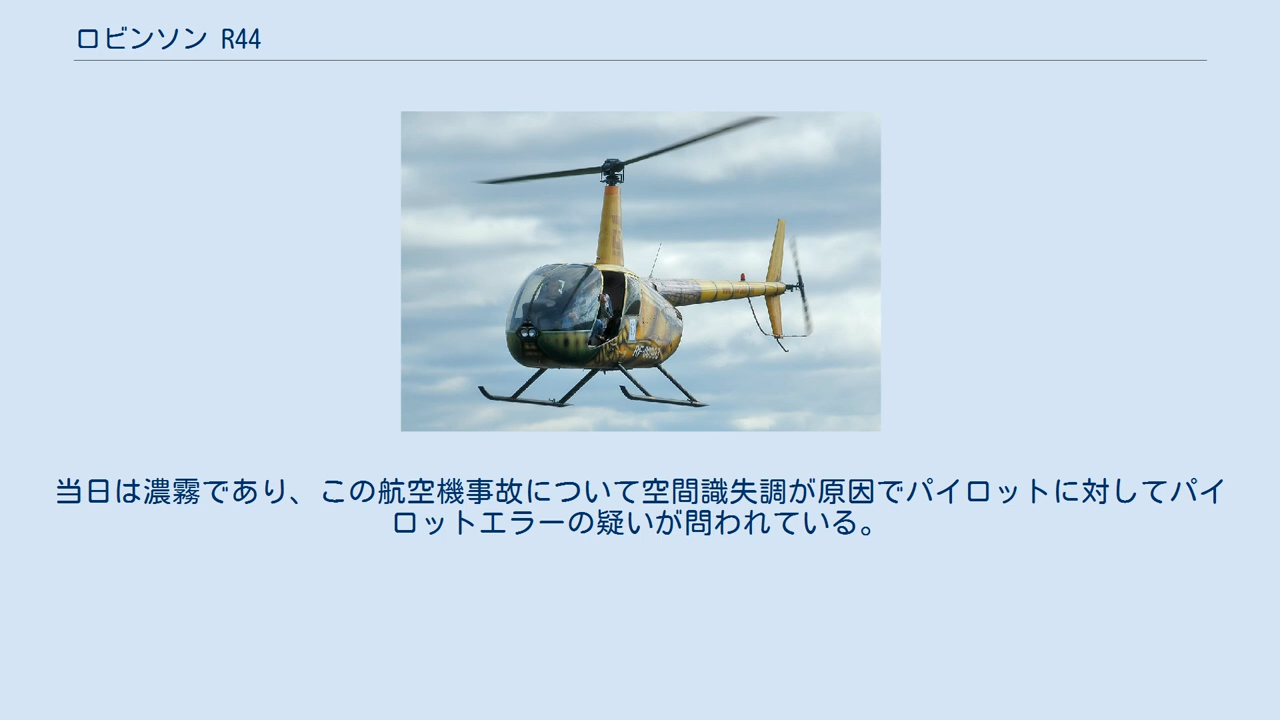 ロビンソン R44
当日は濃霧であり、この航空機事故について空間識失調が原因でパイロットに対してパイ
ロットエラーの疑いが問われている。